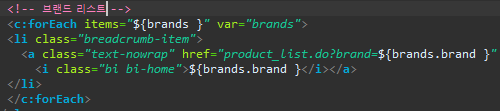 <!-- 브랜드 리스트-->
<c:forEach items="${brands }" var="brands">
<li class="breadcrumb-item">
<a class="text-nowrap" href="product_list.do?brand=${brands.brand }"
<i class="bi bi-home">${brands.brand }</i></a>
</li>
</c:forEach>